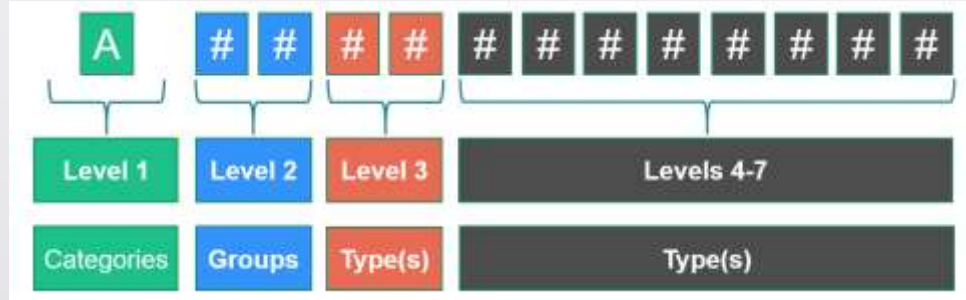 A # # # # # # # # # # # #
Level 1 Level 2 Level 3 Levels 4-7
Categories Groups Type(s) Type(s)